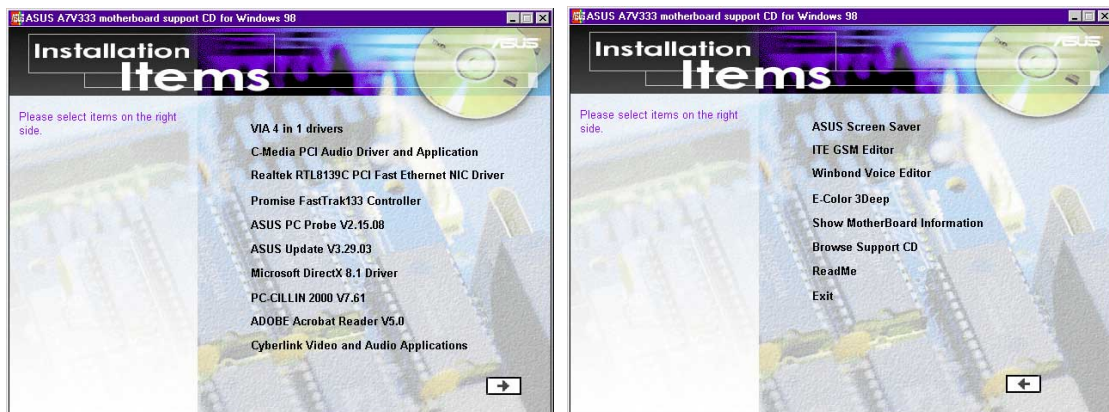 ASUS A7V333 motherboard support CD for Windows 98
Installation
Items
ASUS
Please select items on the right
side.
VIA 4 in 1 drivers
C-Media PCI Audio Driver and Application
Realtek RTL8139C PCI Fast Ethernet NIC Driver
Promise FastTrak133 Controller
ASUS PC Probe V2.15.08
ASUS Update V3.29.03
Microsoft DirectX 8.1 Driver
PC-CILLIN 2000 V7.61
ADOBE Acrobat Reader V5.0
Cyberlink Video and Audio Applications
ASUS A7V333 motherboard support CD for Windows 98
Installation
Items
ASUS
Please select items on the right
side.
ASUS Screen Saver
ITE GSM Editor
Winbond Voice Editor
E-Color 3Deep
Show MotherBoard Information
Browse Support CD
ReadMe
Exit